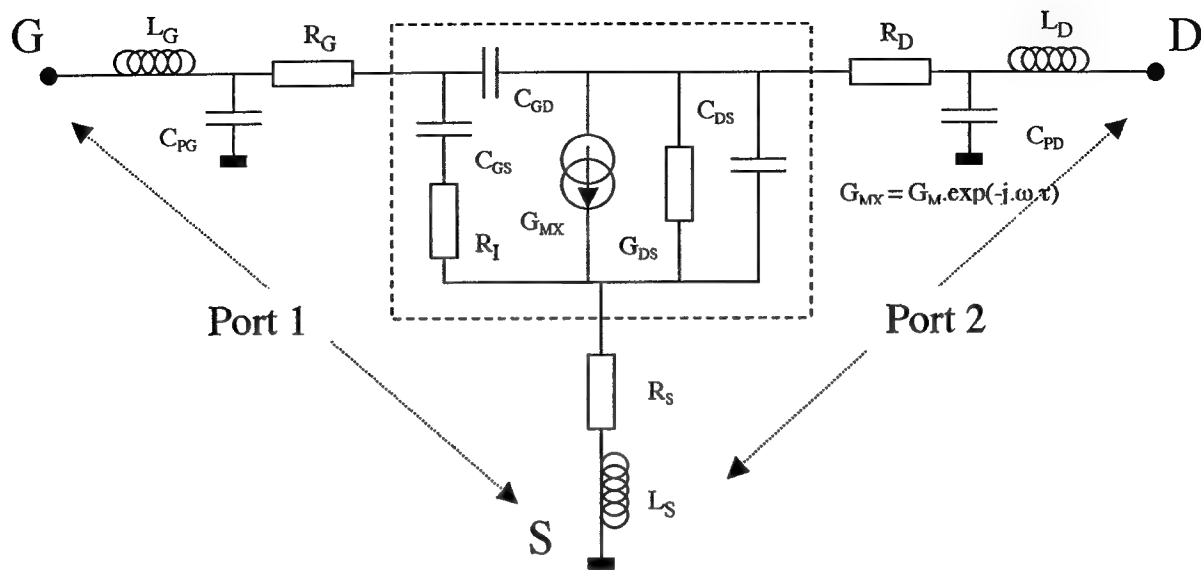 G
L_G
R_G
R_D
L_D
D
C_PG
C_GD
C_DS
C_PD
C_GS
G_MX = G_M.exp(-j.ω.τ)
R_I
G_MX
G_DS
Port 1
Port 2
R_S
L_S
S